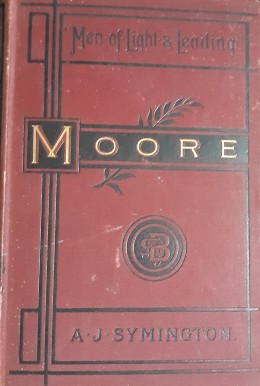 "Men of Light & Leading
MOORE
A·J·SYMINGTON.